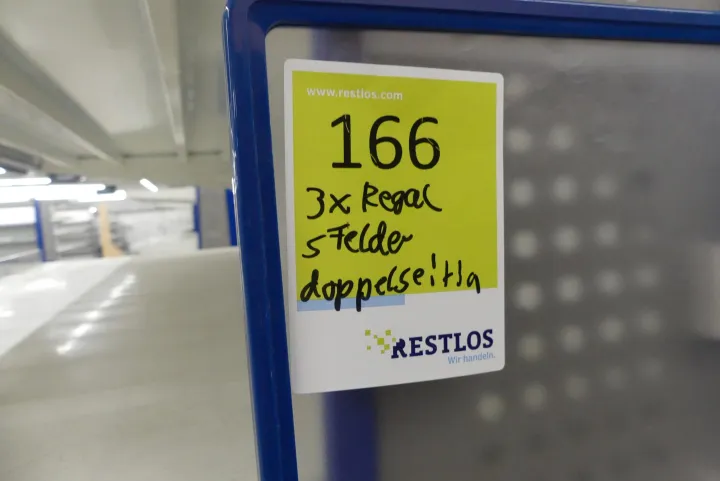 www.restlos.com
166
3x Regal
5 Felder
doppelseitig
RESTLOS
Wir handeln.